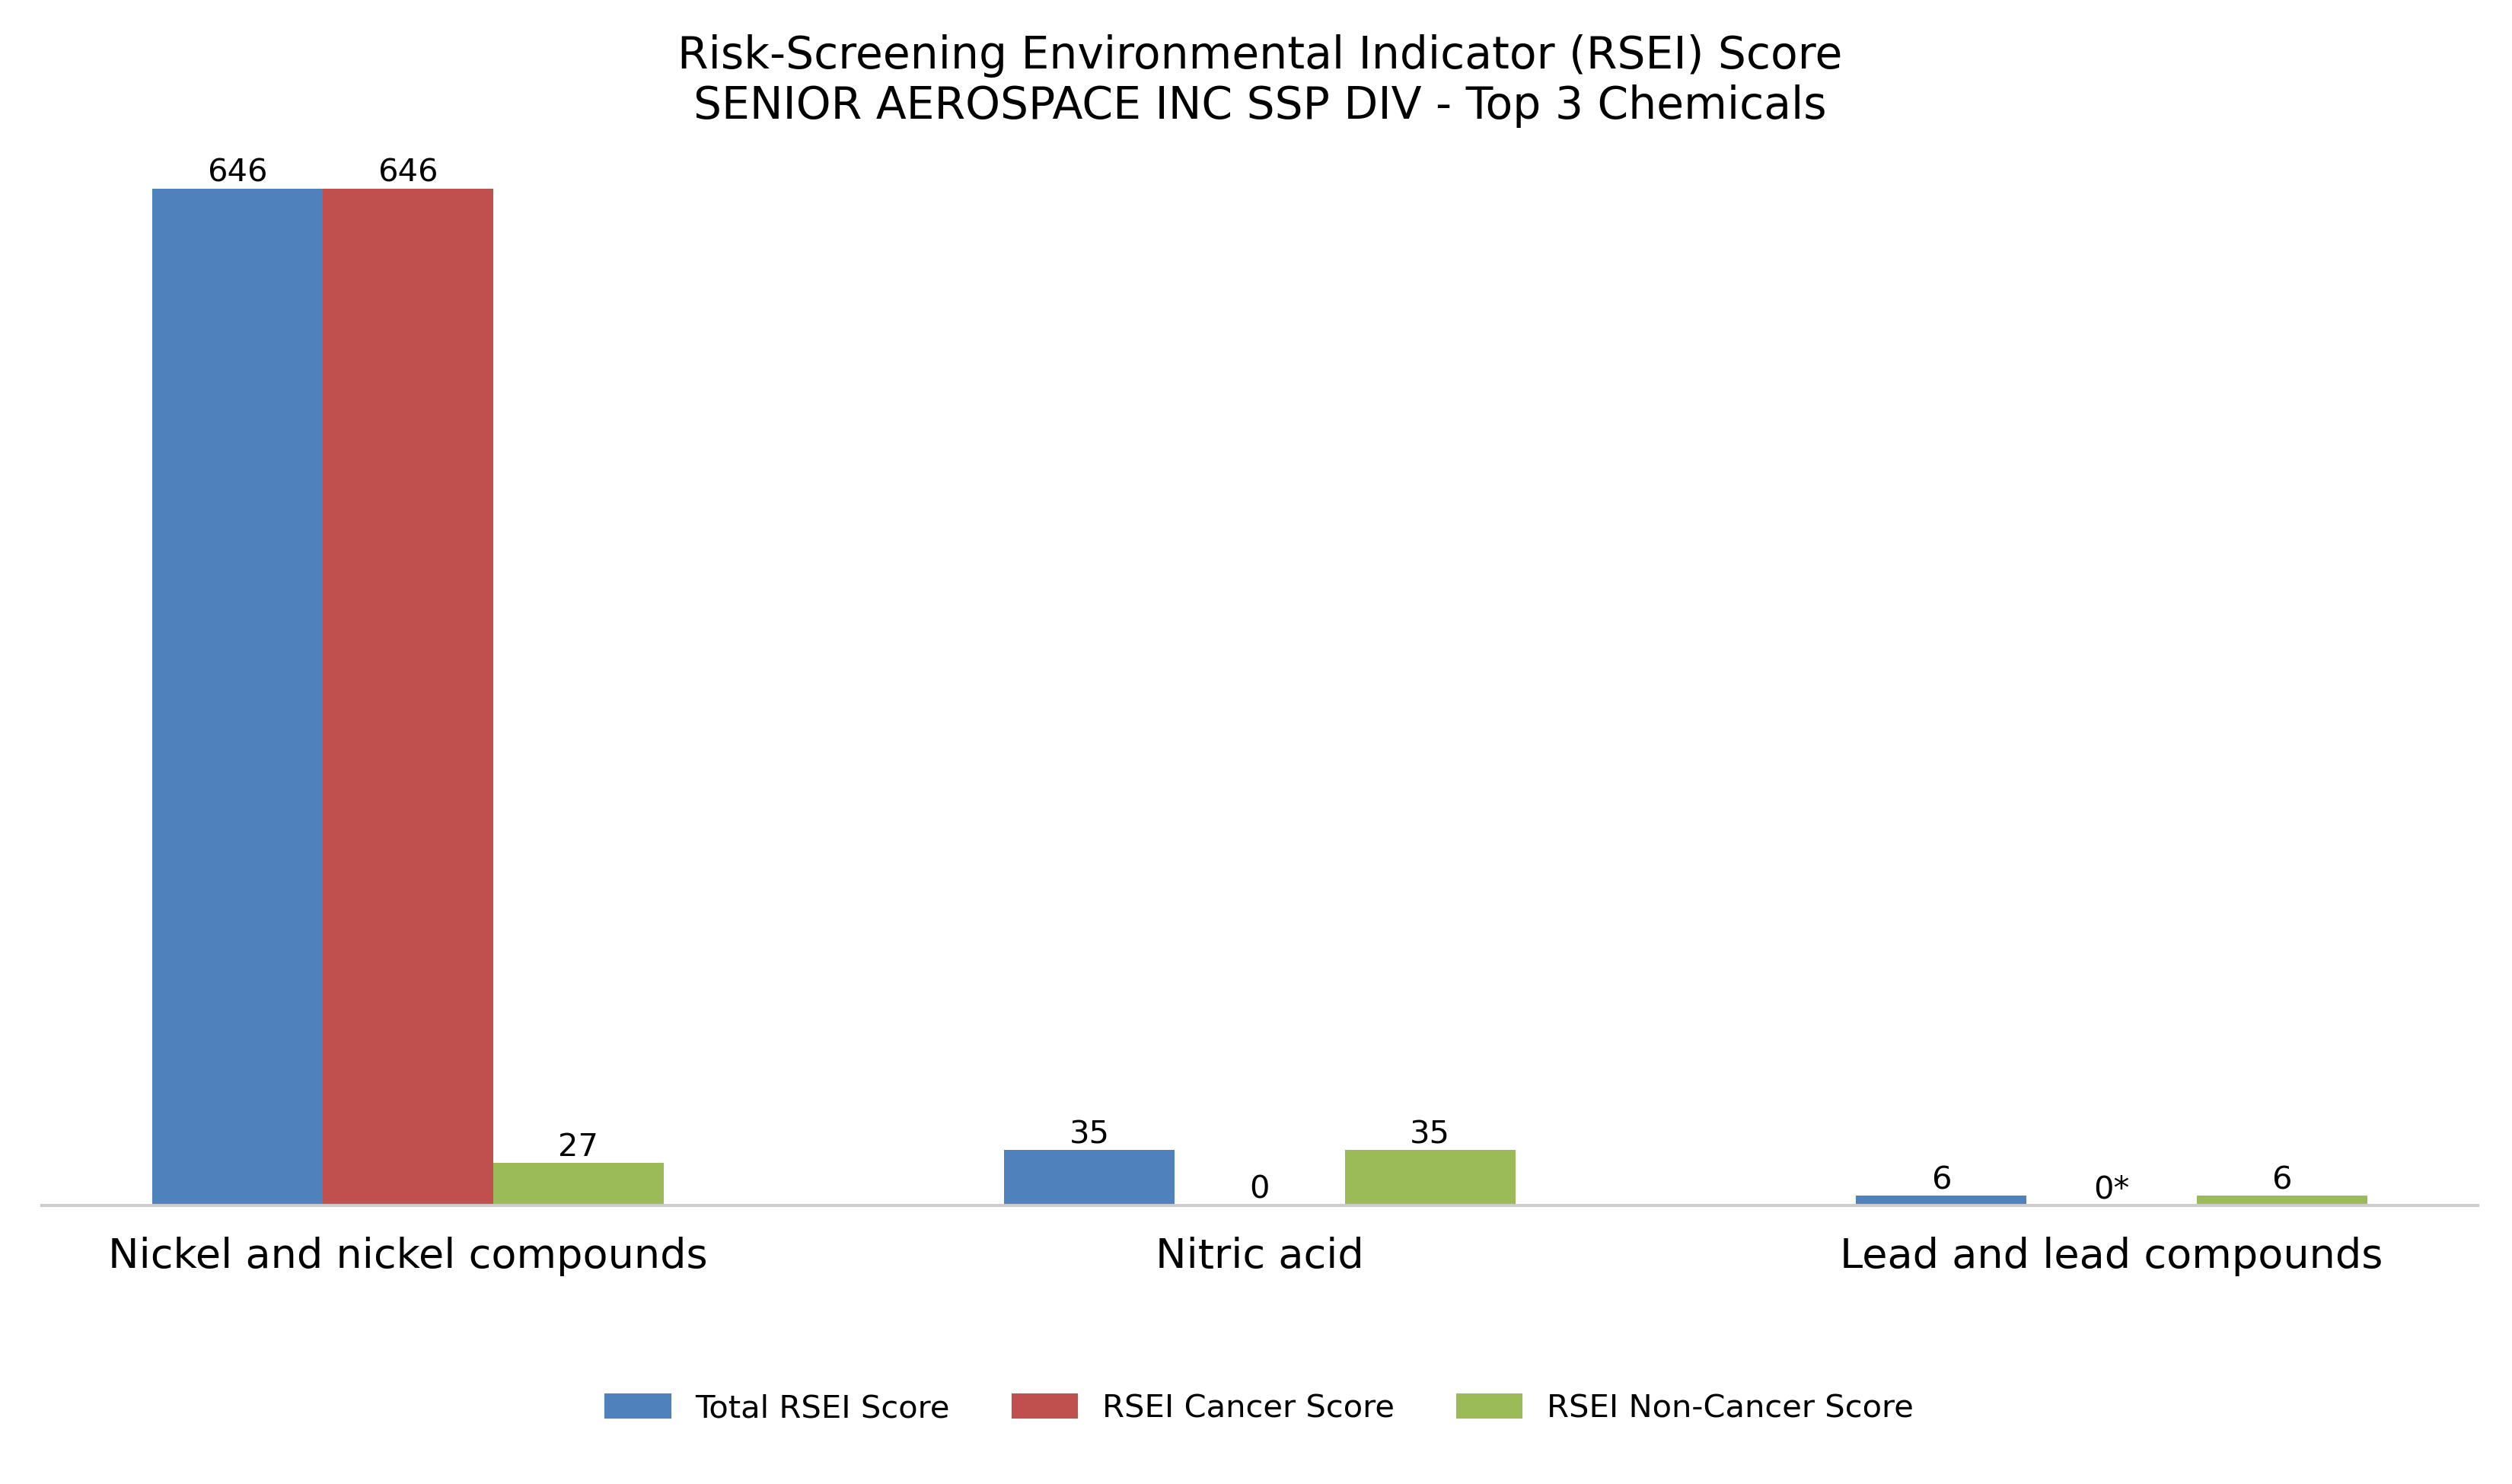 Risk-Screening Environmental Indicator (RSEI) Score
SENIOR AEROSPACE INC SSP DIV - Top 3 Chemicals
646
646
27
35
0
35
6
0*
6
Nickel and nickel compounds
Nitric acid
Lead and lead compounds
Total RSEI Score
RSEI Cancer Score
RSEI Non-Cancer Score